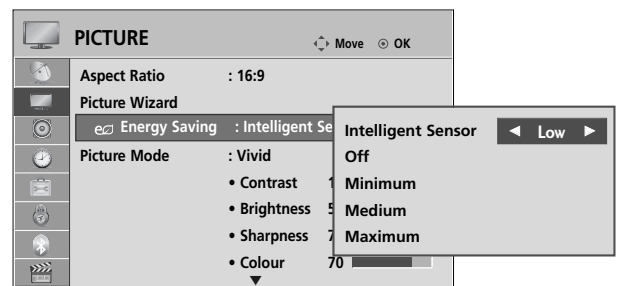 PICTURE
Move OK
Aspect Ratio : 16:9
Picture Wizard
Energy Saving : Intelligent Se
Picture Mode : Vivid
• Contrast 1
• Brightness 5
• Sharpness 7
• Colour 70
Intelligent Sensor Low
Off
Minimum
Medium
Maximum